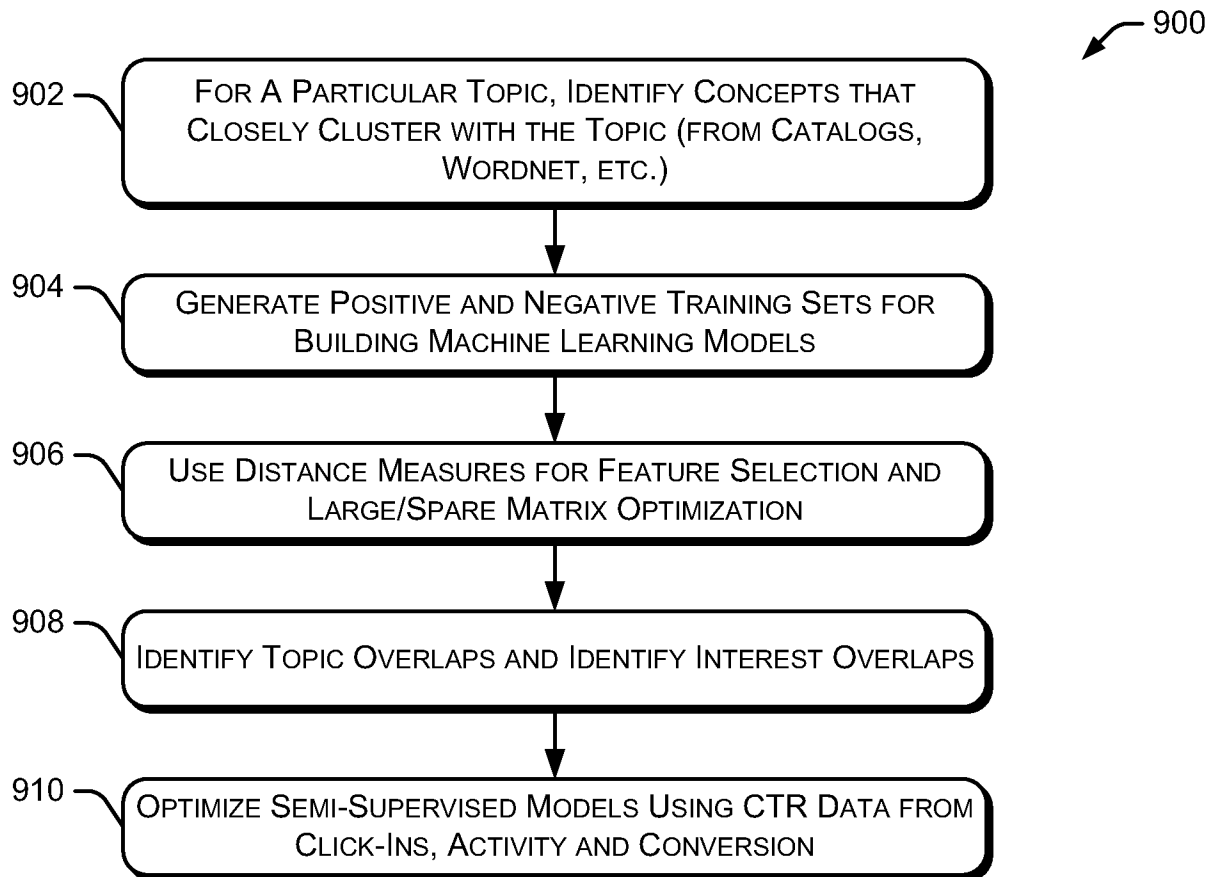 900
902
FOR A PARTICULAR TOPIC, IDENTIFY CONCEPTS THAT
CLOSELY CLUSTER WITH THE TOPIC (FROM CATALOGS,
WORDNET, ETC.)
904
GENERATE POSITIVE AND NEGATIVE TRAINING SETS FOR
BUILDING MACHINE LEARNING MODELS
906
USE DISTANCE MEASURES FOR FEATURE SELECTION AND
LARGE/SPARE MATRIX OPTIMIZATION
908
IDENTIFY TOPIC OVERLAPS AND IDENTIFY INTEREST OVERLAPS
910
OPTIMIZE SEMI-SUPERVISED MODELS USING CTR DATA FROM
CLICK-INS, ACTIVITY AND CONVERSION